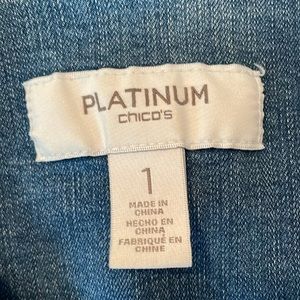 PLATINUM
chico's
1
MADE IN
CHINA
HECHO EN
CHINA
FABRIQUÉ EN
CHINE